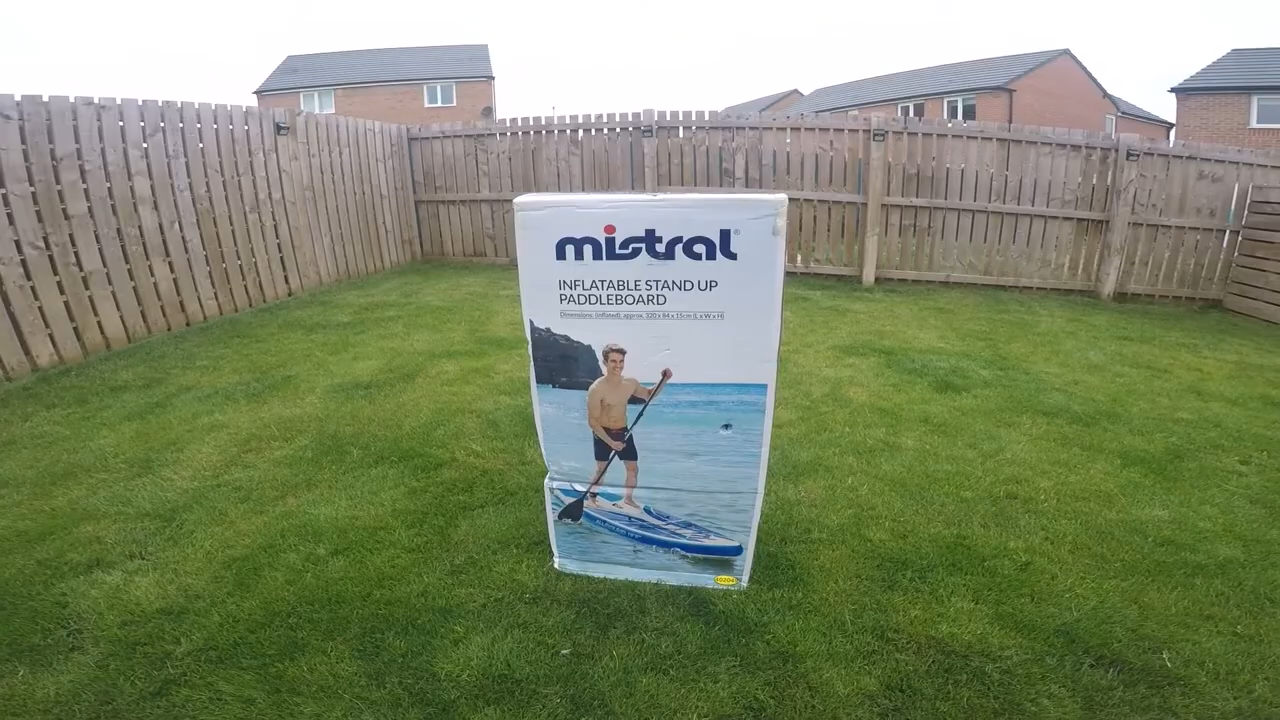 mistral®
INFLATABLE STAND UP
PADDLEBOARD
Dimensions: (inflated): approx. 320 x 84 x 15cm (L x W x H)